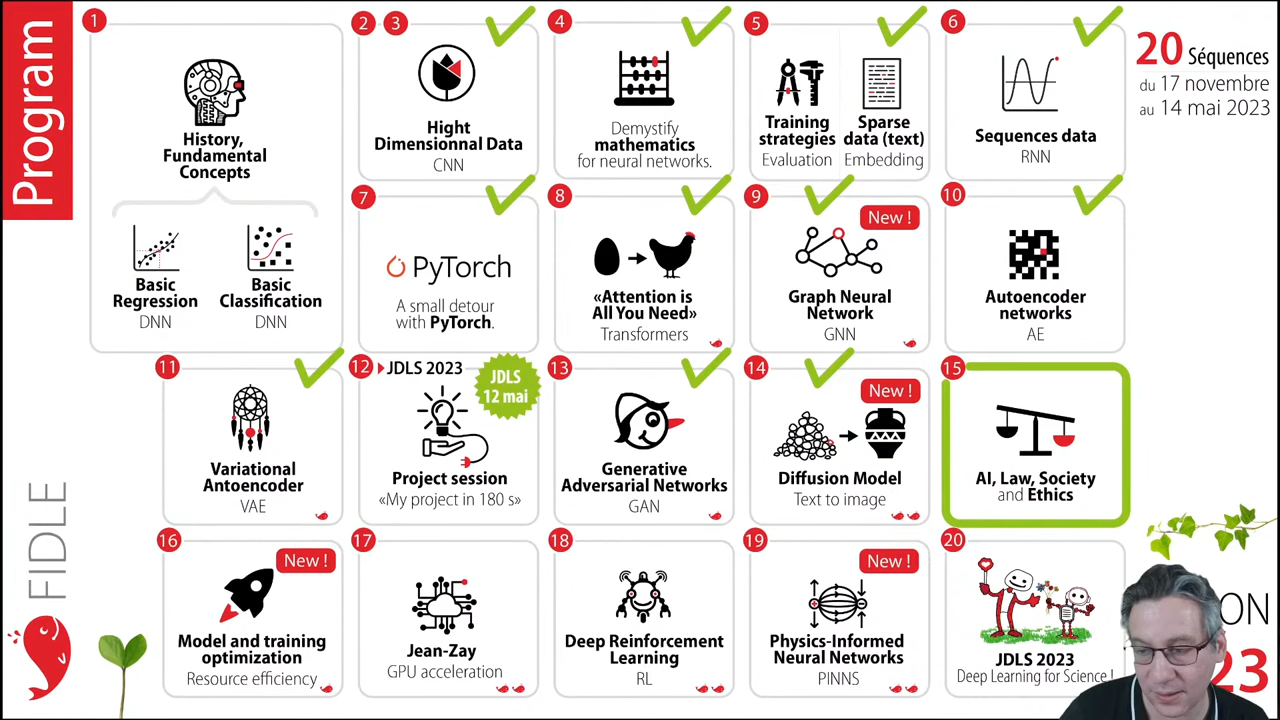 Program
1
History,
Fundamental
Concepts
Basic
Regression
DNN
Basic
Classification
DNN
2 3
Hight
Dimensionnal Data
CNN
4
Demystify
mathematics
for neural networks.
5
Training
strategies
Evaluation
Sparse
data (text)
Embedding
6
Sequences data
RNN
20 Séquences
du 17 novembre
au 14 mai 2023
7
PyTorch
A small detour
with PyTorch.
8
«Attention is
All You Need»
Transformers
9
New !
Graph Neural
Network
GNN
10
Autoencoder
networks
AE
11
Variational
Antoencoder
VAE
12 JDLS 2023
JDLS
12 mai
Project session
«My project in 180 s»
13
Generative
Adversarial Networks
GAN
14
New !
Diffusion Model
Text to image
15
AI, Law, Society
and Ethics
FIDLE
16
New !
Model and training
optimization
Resource efficiency
17
Jean-Zay
GPU acceleration
18
Deep Reinforcement
Learning
RL
19
New !
Physics-Informed
Neural Networks
PINNS
20
JDLS 2023
Deep Learning for Science !
ON
23